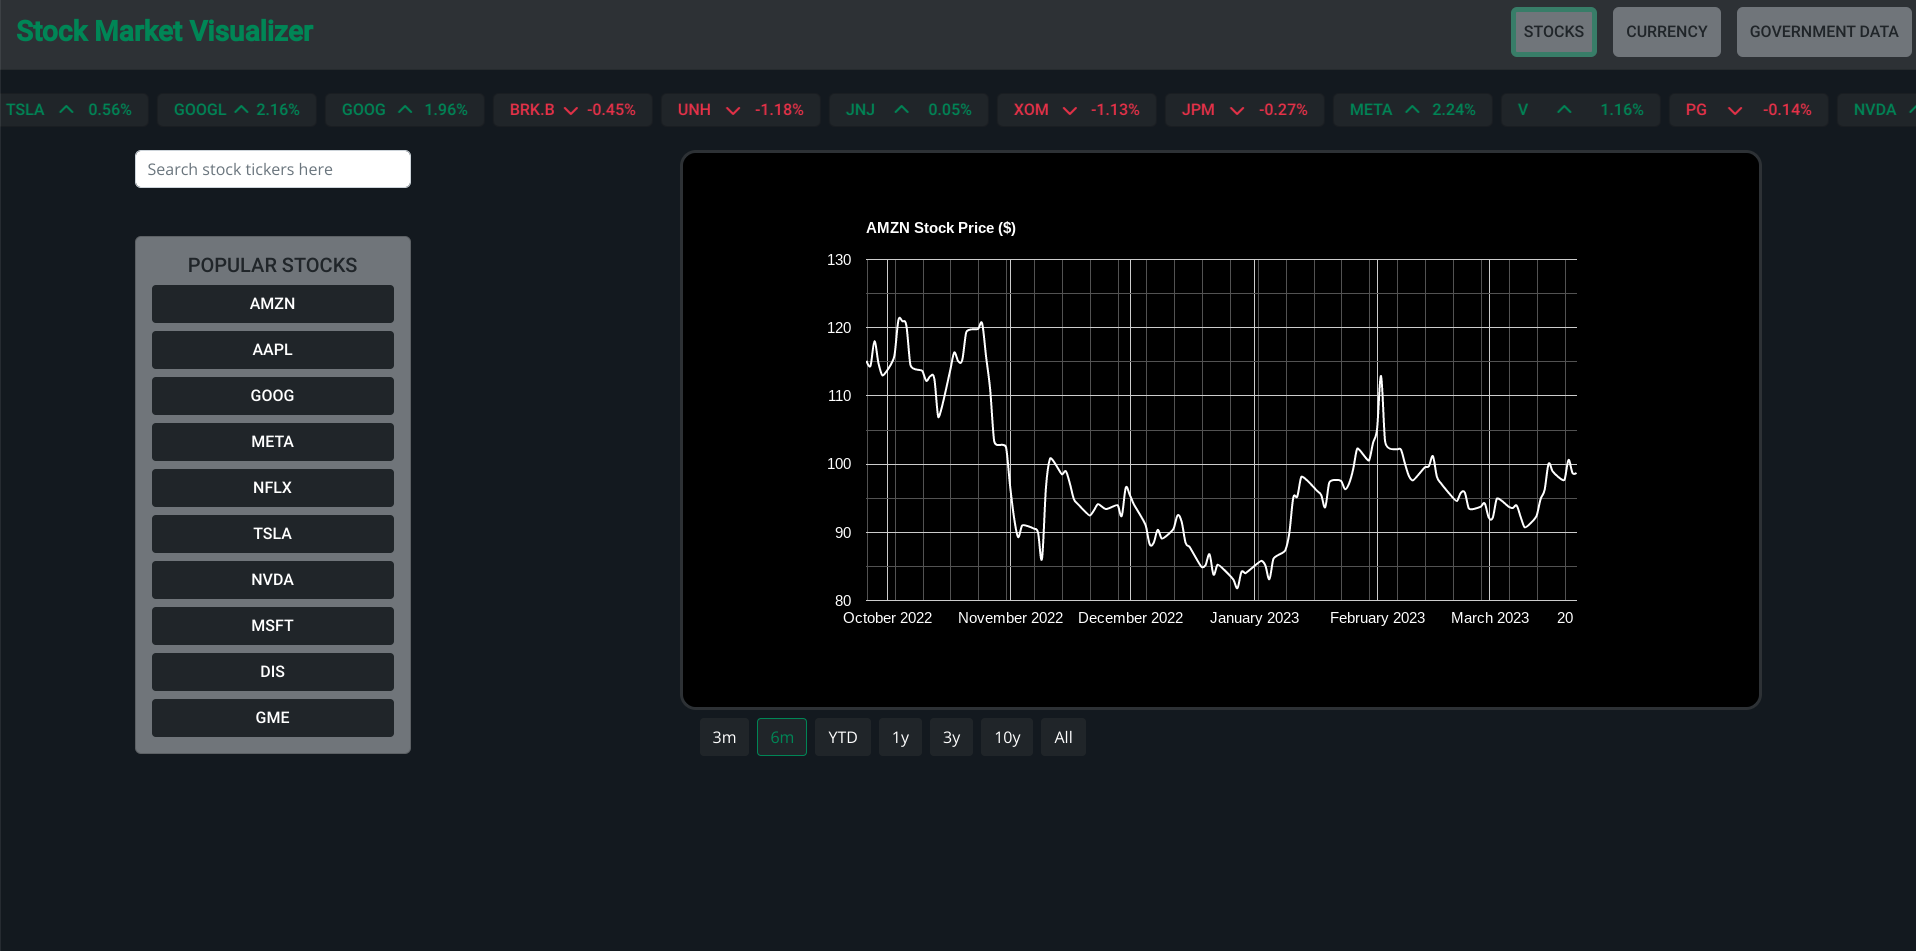 Stock Market Visualizer
STOCKS
CURRENCY
GOVERNMENT DATA
TSLA 0.56%
GOOGL 2.16%
GOOG 1.96%
BRK.B -0.45%
UNH -1.18%
JNJ 0.05%
XOM -1.13%
JPM -0.27%
META 2.24%
V 1.16%
PG -0.14%
NVDA
Search stock tickers here
POPULAR STOCKS
AMZN
AAPL
GOOG
META
NFLX
TSLA
NVDA
MSFT
DIS
GME
AMZN Stock Price ($)
130
120
110
100
90
80
October 2022
November 2022
December 2022
January 2023
February 2023
March 2023
20
3m
6m
YTD
1y
3y
10y
All